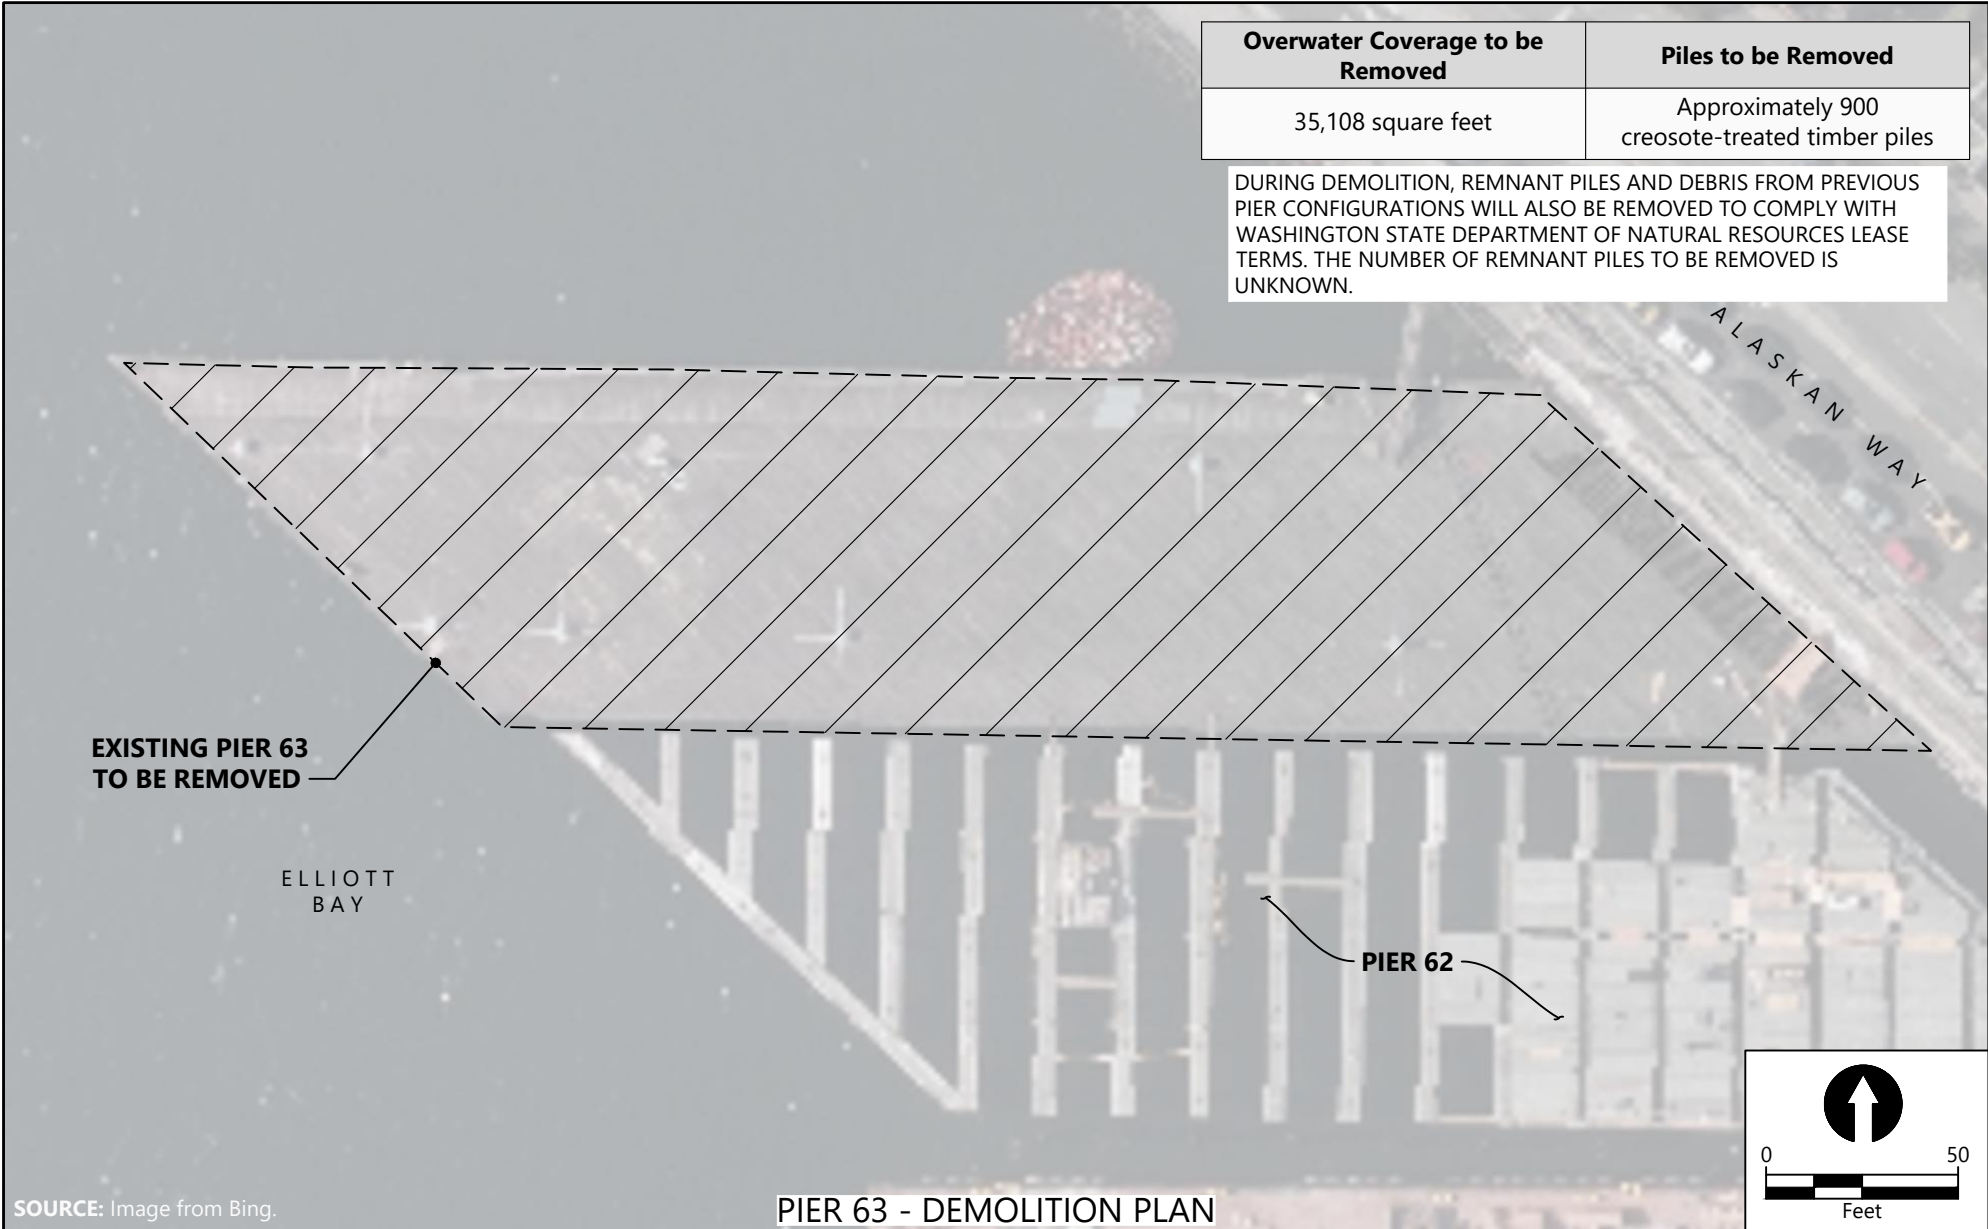 Overwater Coverage to be
Removed
Piles to be Removed
35,108 square feet
Approximately 900
creosote-treated timber piles
DURING DEMOLITION, REMNANT PILES AND DEBRIS FROM PREVIOUS
PIER CONFIGURATIONS WILL ALSO BE REMOVED TO COMPLY WITH
WASHINGTON STATE DEPARTMENT OF NATURAL RESOURCES LEASE
TERMS. THE NUMBER OF REMNANT PILES TO BE REMOVED IS
UNKNOWN.
ALASKAN WAY
EXISTING PIER 63
TO BE REMOVED
ELLIOTT
BAY
PIER 62
0 50
Feet
SOURCE: Image from Bing.
PIER 63 - DEMOLITION PLAN